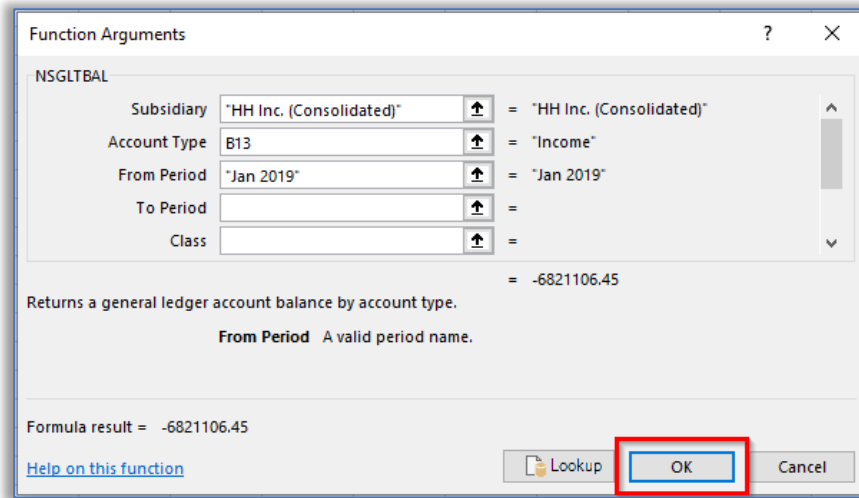 Function Arguments ?
NSGLTBAL
Subsidiary "HH Inc. (Consolidated)" = "HH Inc. (Consolidated)"
Account Type B13 = "Income"
From Period "Jan 2019" = "Jan 2019"
To Period =
Class =
= -6821106.45
Returns a general ledger account balance by account type.
From Period A valid period name.
Formula result = -6821106.45
Help on this function Lookup OK Cancel